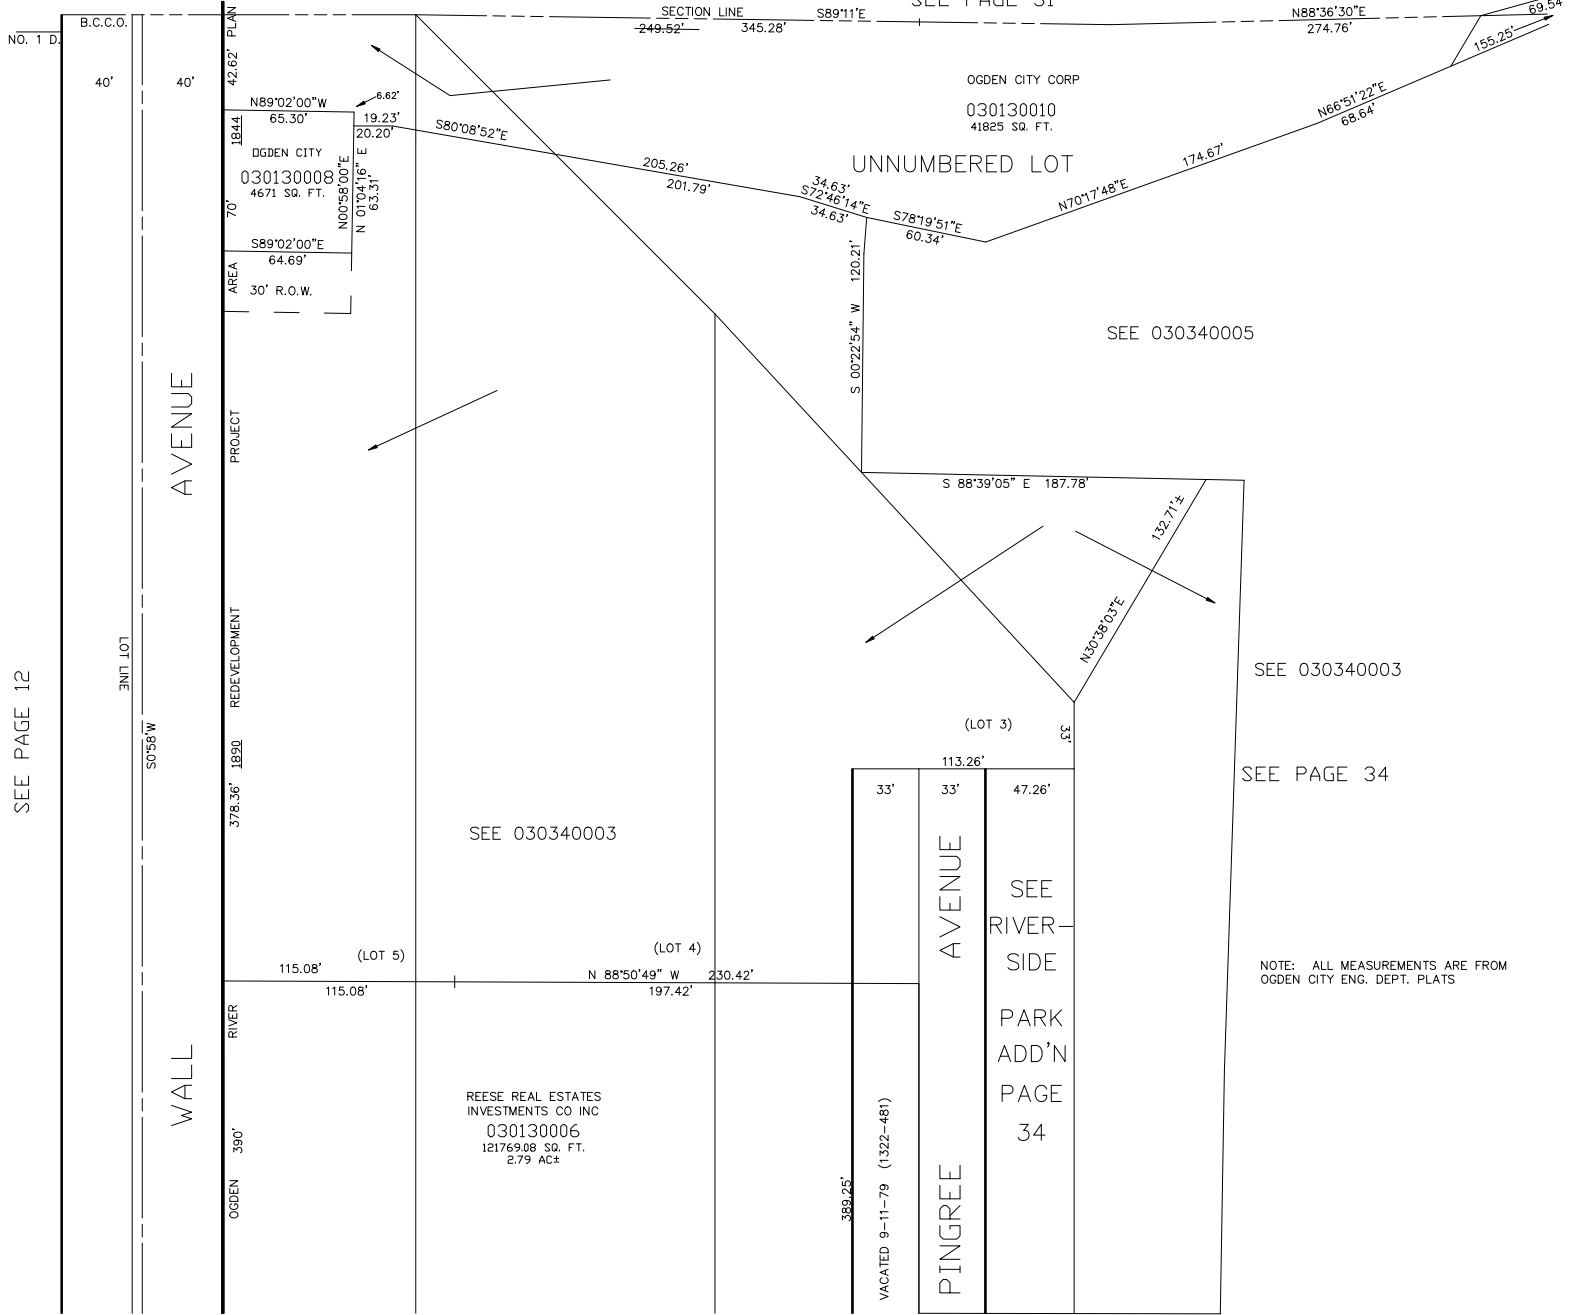 SEE PAGE 31
B.C.C.O.
NO. 1 D.
40'
40'
PLAN
42.62'
SECTION LINE
S89°11'E
249.52'
345.28'
N88°36'30"E
274.76'
69.54
155.25'
N89°02'00"W
65.30'
6.62'
19.23'
20.20'
1844
OGDEN CITY
030130008
4671 SQ. FT.
N00°58'00"E
N 01°04'16" E
63.31'
70'
S89°02'00"E
64.69'
AREA
30' R.O.W.
S80°08'52"E
205.26'
201.79'
34.63'
S72°46'14"E
34.63'
S78°19'51"E
60.34'
OGDEN CITY CORP
030130010
41825 SQ. FT.
UNNUMBERED LOT
N66°51'22"E
68.64'
174.67'
N70°17'48"E
S 00°22'54" W 120.21'
SEE 030340005
AVENUE
PROJECT
S 88°39'05" E 187.78'
132.71'±
N30°38'03"E
LOT LINE
REDEVELOPMENT
SEE 030340003
SEE PAGE 12
S0°58'W
1890
378.36'
(LOT 3)
33'
113.26'
33'
33'
47.26'
SEE PAGE 34
SEE 030340003
AVENUE
SEE
RIVER-
SIDE
PARK
ADD'N
PAGE
34
(LOT 5)
(LOT 4)
115.08'
115.08'
N 88°50'49" W 230.42'
197.42'
NOTE: ALL MEASUREMENTS ARE FROM
OGDEN CITY ENG. DEPT. PLATS
RIVER
WALL
390'
OGDEN
REESE REAL ESTATES
INVESTMENTS CO INC
030130006
121769.08 SQ. FT.
2.79 AC±
389.25'
VACATED 9-11-79 (1322-481)
PINGREE